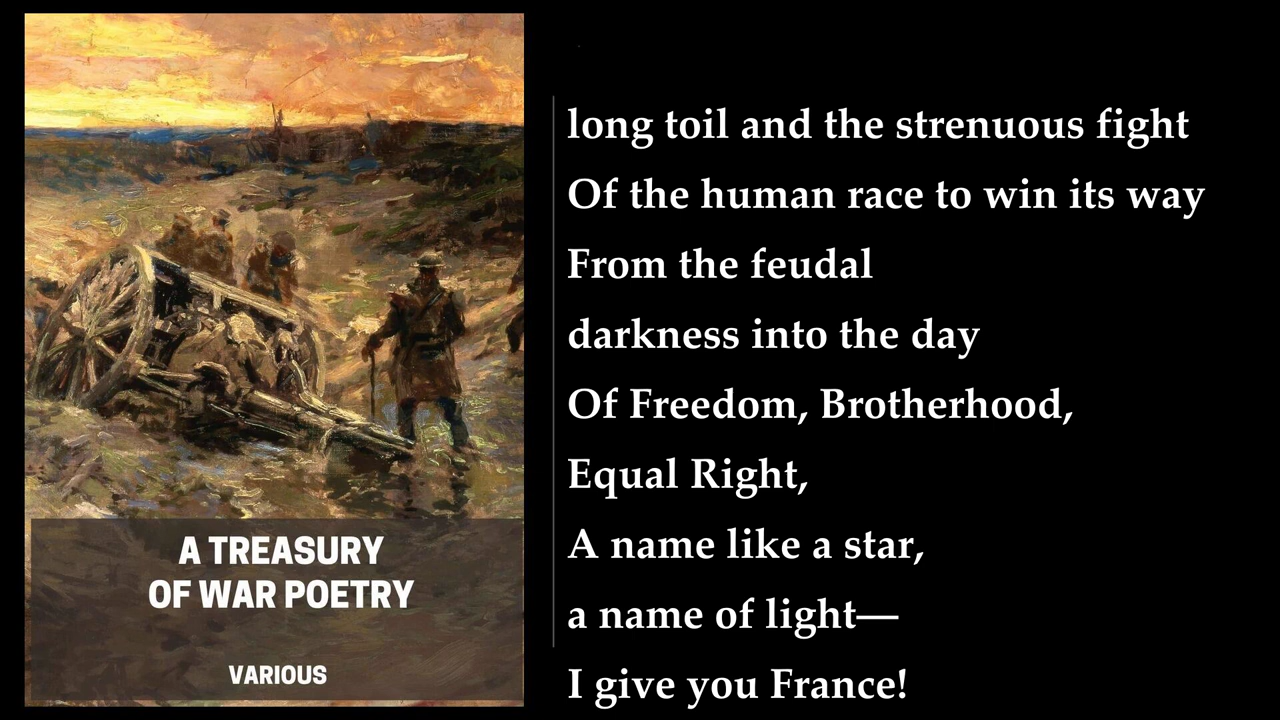 A TREASURY
OF WAR POETRY
VARIOUS
long toil and the strenuous fight
Of the human race to win its way
From the feudal
darkness into the day
Of Freedom, Brotherhood,
Equal Right,
A name like a star,
a name of light—
I give you France!